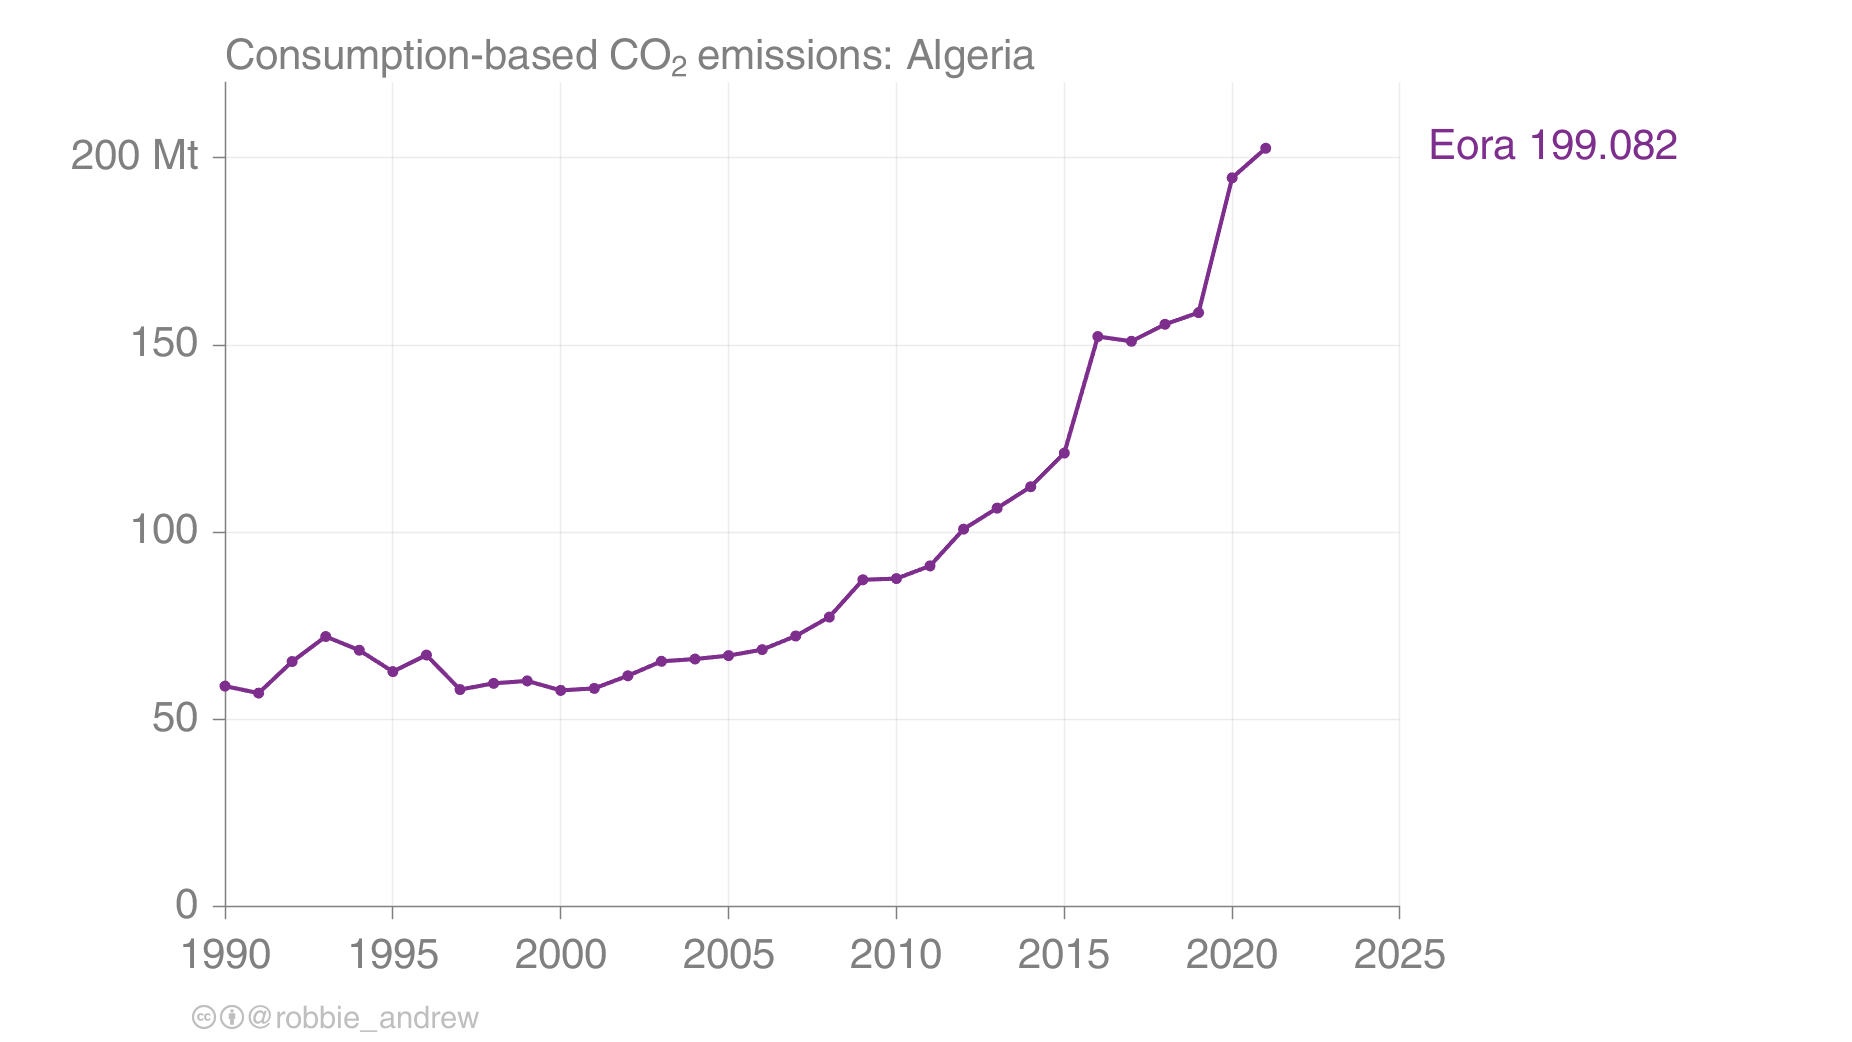 Consumption-based CO₂ emissions: Algeria
200 Mt
Eora 199.082
150
100
50
0
1990 1995 2000 2005 2010 2015 2020 2025
@robbie_andrew